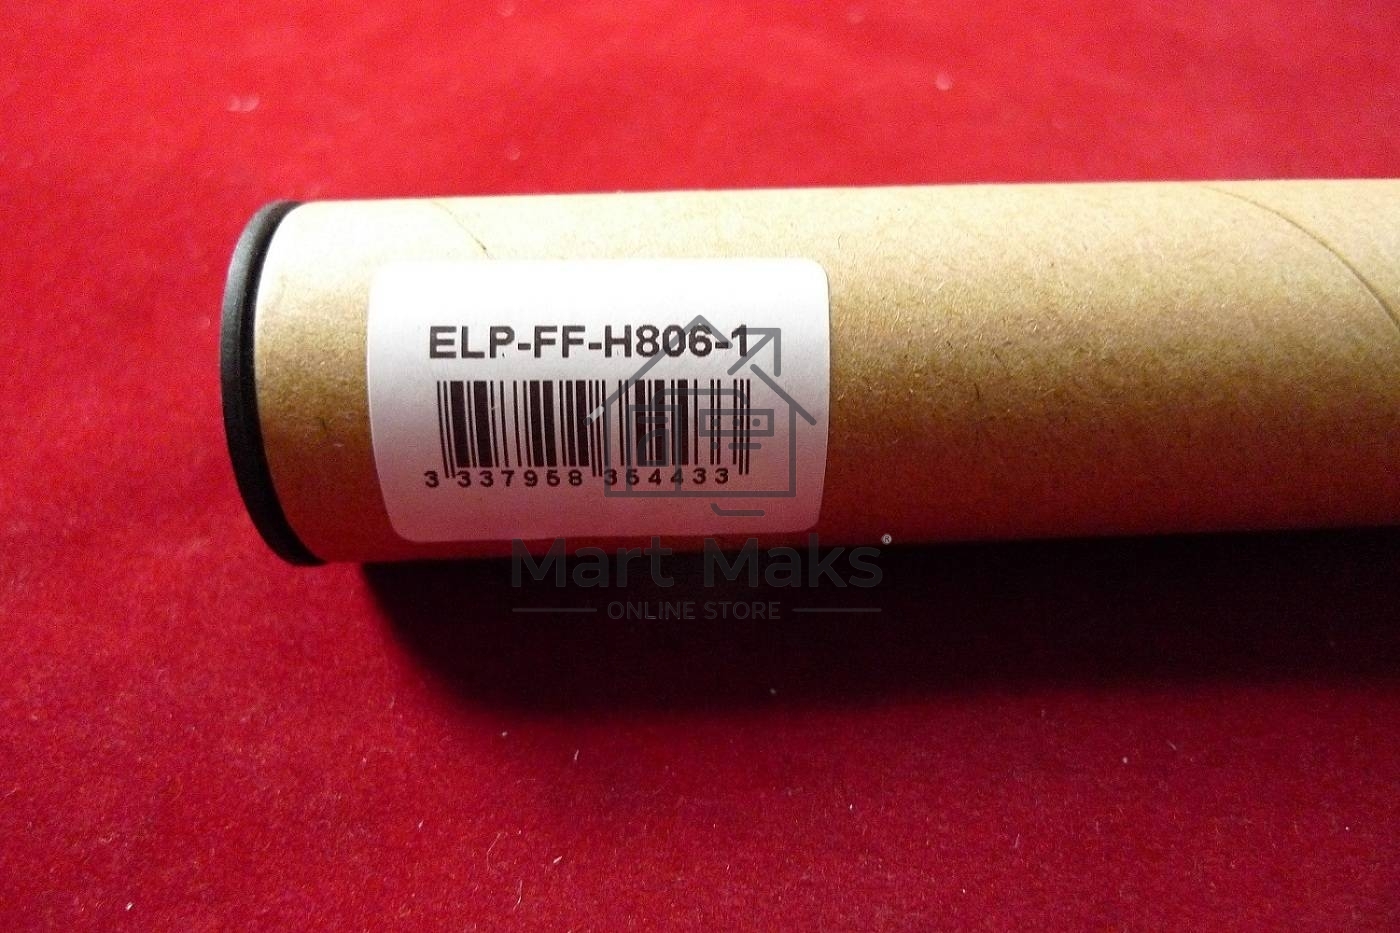 ELP-FF-H806-1
3 337958 354433
Mart Maks®
ONLINE STORE